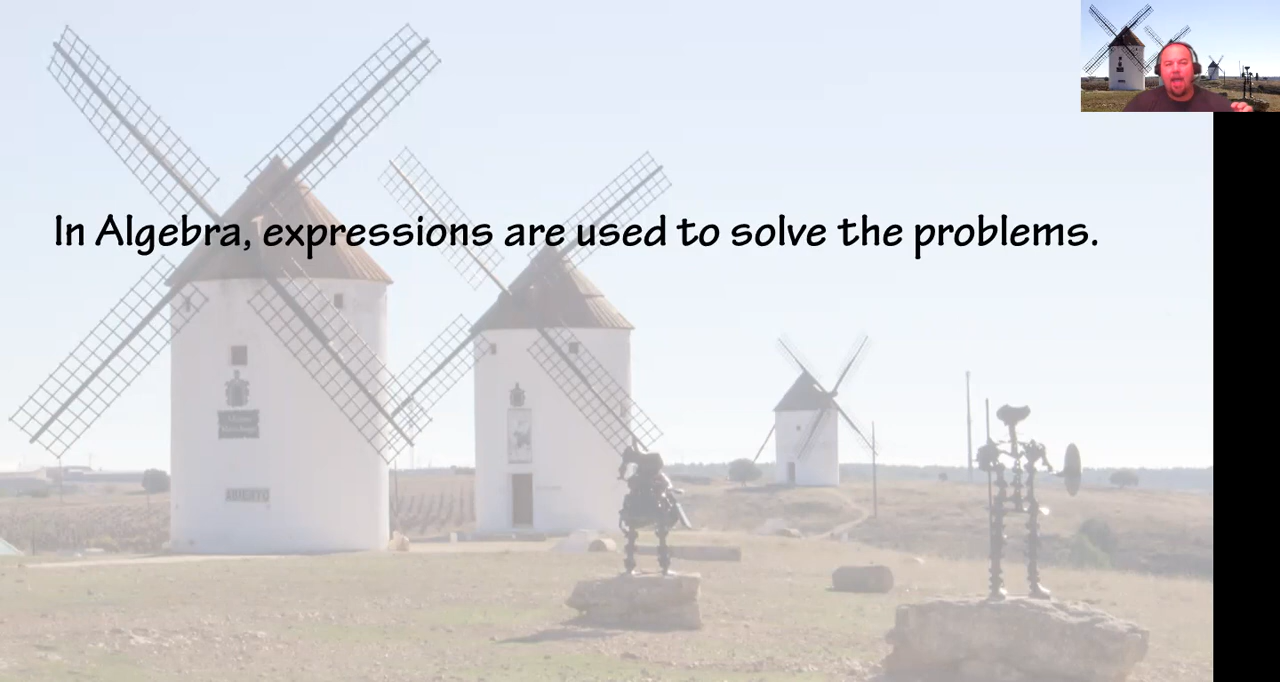 In Algebra, expressions are used to solve the problems.